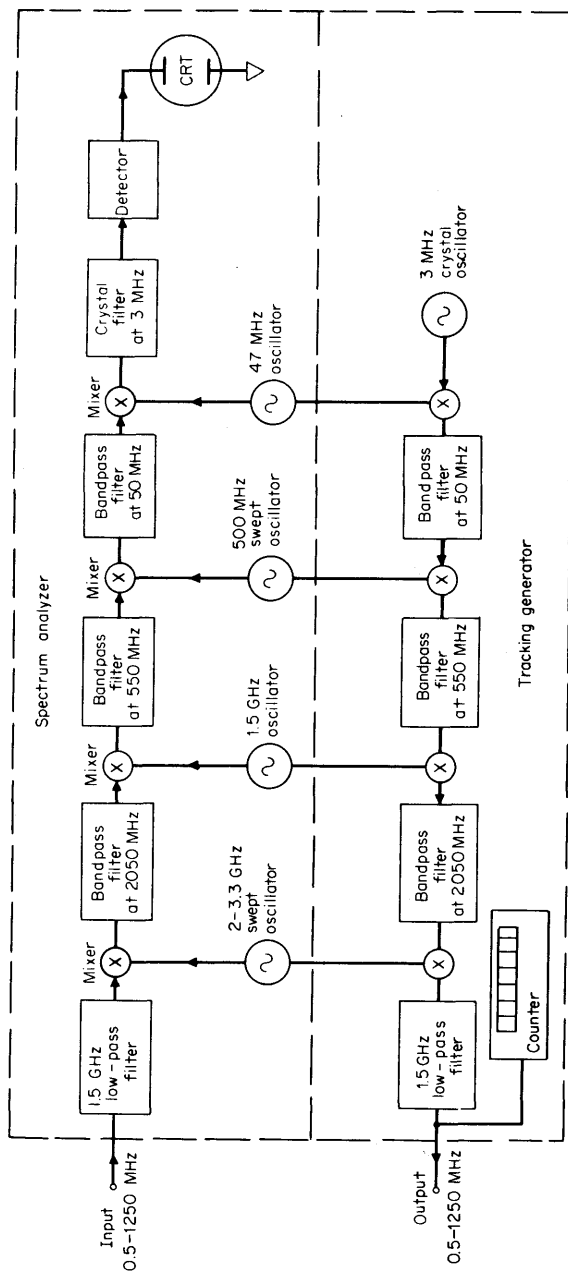 Spectrum analyzer
Input
0.5-1250 MHz
1.5 GHz
low-pass
filter
Mixer
Bandpass
filter
at 2050 MHz
Mixer
Bandpass
filter
at 550 MHz
Mixer
Bandpass
filter
at 50 MHz
Mixer
Crystal
filter
at 3 MHz
Detector
CRT
2-3.3 GHz
swept
oscillator
1.5 GHz
oscillator
500 MHz
swept
oscillator
47 MHz
oscillator
X
X
X
X
Output
0.5-1250 MHz
1.5 GHz
low-pass
filter
X
Bandpass
filter
at 2050 MHz
X
Bandpass
filter
at 550 MHz
X
Bandpass
filter
at 50 MHz
X
3 MHz
crystal
oscillator
Counter
Tracking generator